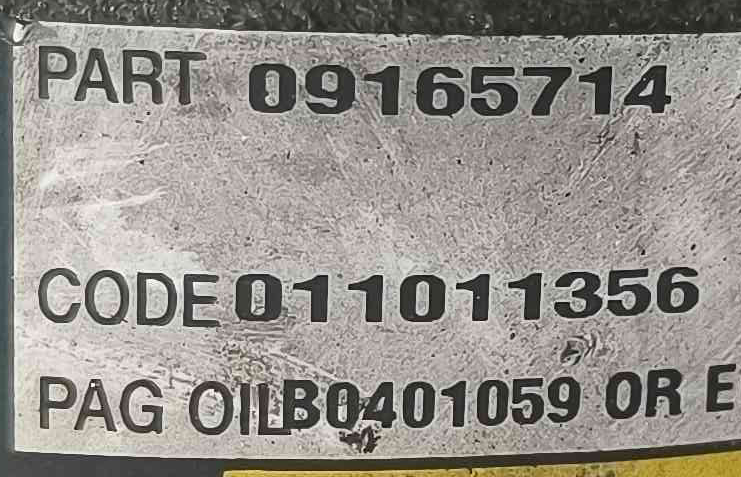 PART 09165714
CODE 011011356
PAG OIL B0401059 OR E